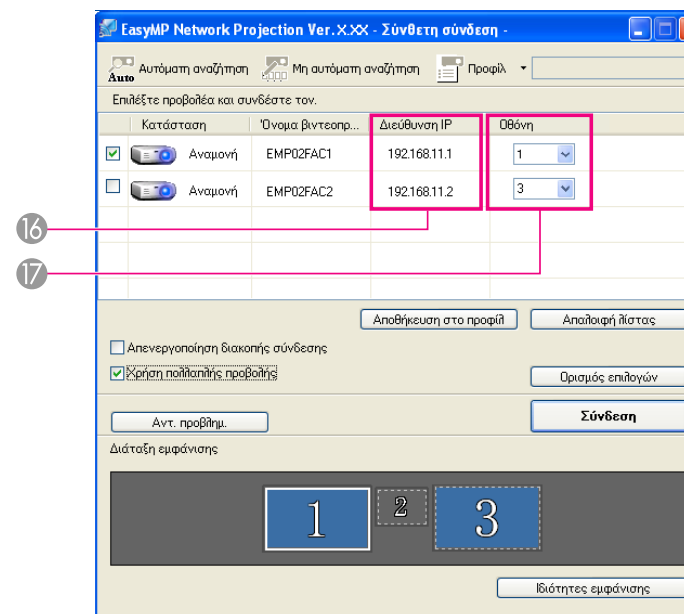 EasyMP Network Projection Ver.X.XX - Σύνθετη σύνδεση -
Auto Αυτόματη αναζήτηση Μη αυτόματη αναζήτηση Προφίλ
Επιλέξτε προβολέα και συνδέστε τον.
Κατάσταση 'Όνομα βιντεοπρ... Διεύθυνση IP Οθόνη
Αναμονή EMP02FAC1 192.168.11.1 1
Αναμονή EMP02FAC2 192.168.11.2 3
16
17
Αποθήκευση στο προφίλ Απαλοιφή λίστας
Απενεργοποίηση διακοπής σύνδεσης
Χρήση πολλαπλής προβολής
Ορισμός επιλογών
Αντ. προβλημ. Σύνδεση
Διάταξη εμφάνισης
1 2 3
Ιδιότητες εμφάνισης